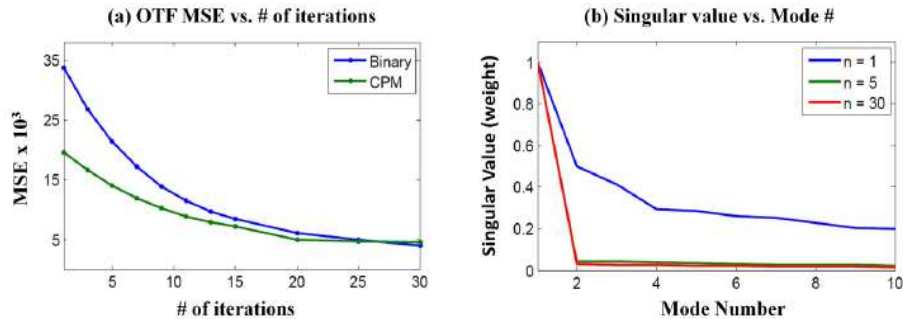 (a) OTF MSE vs. # of iterations
35
25
15
5
MSE x 10³
Binary
CPM
5
10
15
20
25
30
# of iterations
(b) Singular value vs. Mode #
1
0.8
0.6
0.4
0.2
0
Singular Value (weight)
n = 1
n = 5
n = 30
2
4
6
8
10
Mode Number